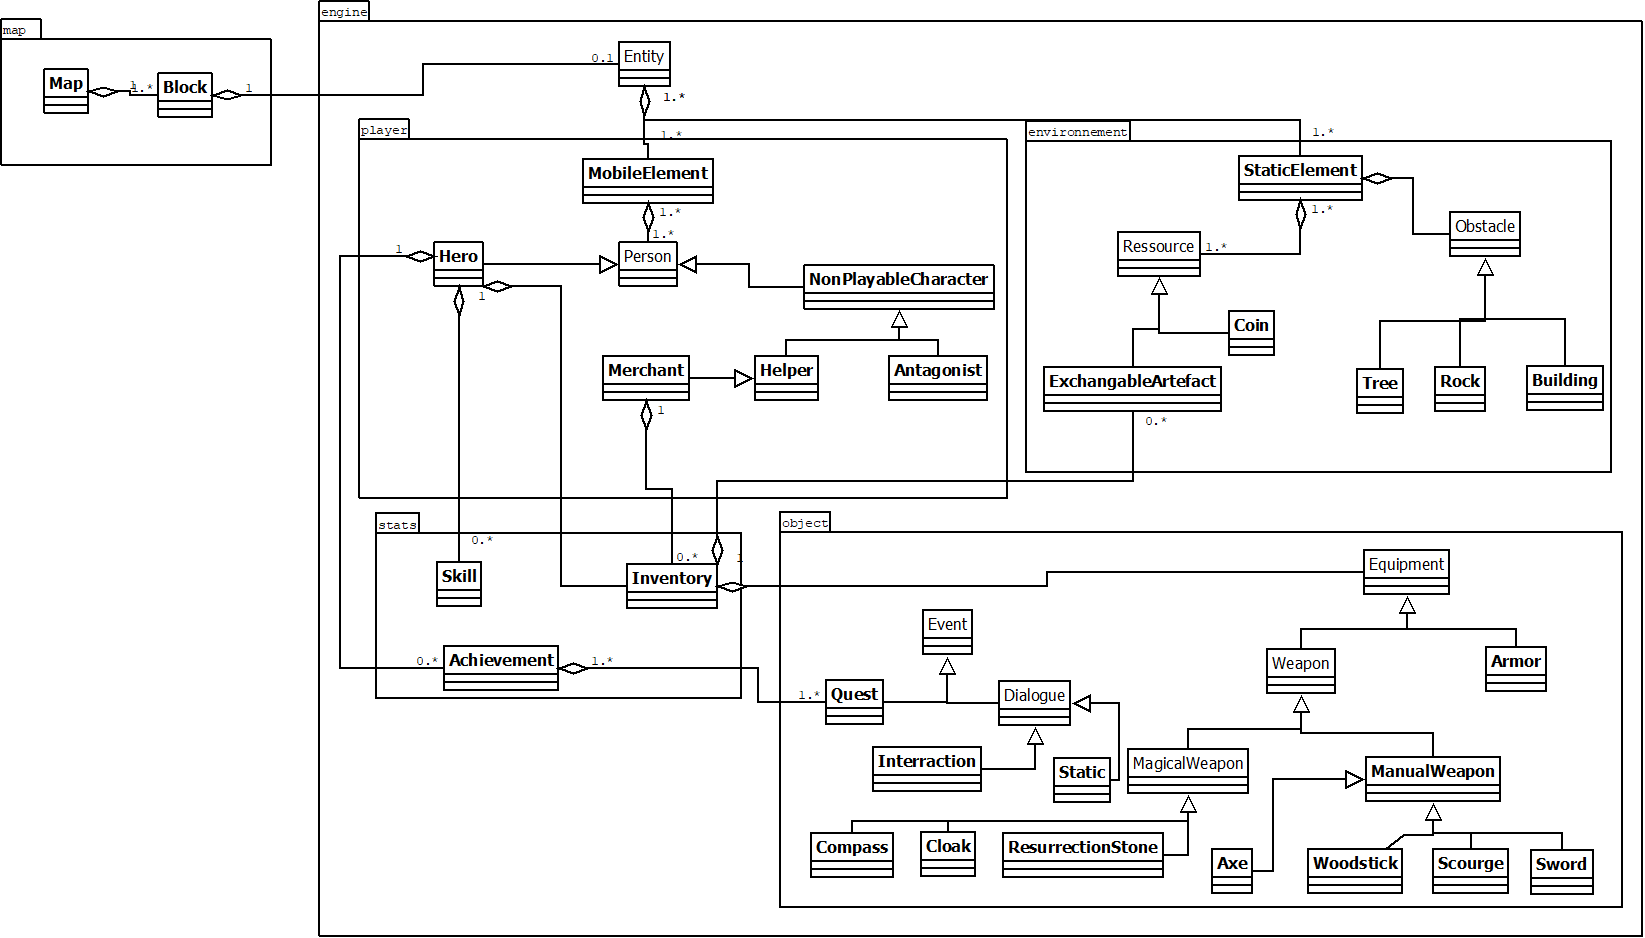 engine
map
Map
1
1..*
Block
1
0.1
Entity
1.*
player
1.*
environnement
1.*
MobileElement
StaticElement
1.*
1.*
1.*
Obstacle
1
Hero
Person
Ressource
1.*
NonPlayableCharacter
1
Coin
Merchant
Helper
Antagonist
ExchangableArtefact
Tree
Rock
Building
1
0.*
stats
object
0.*
0.*
1
Skill
Inventory
Equipment
Event
0.*
Achievement
1.*
Weapon
Armor
1.*
Quest
Dialogue
Interraction
Static
MagicalWeapon
ManualWeapon
Compass
Cloak
ResurrectionStone
Axe
Woodstick
Scourge
Sword